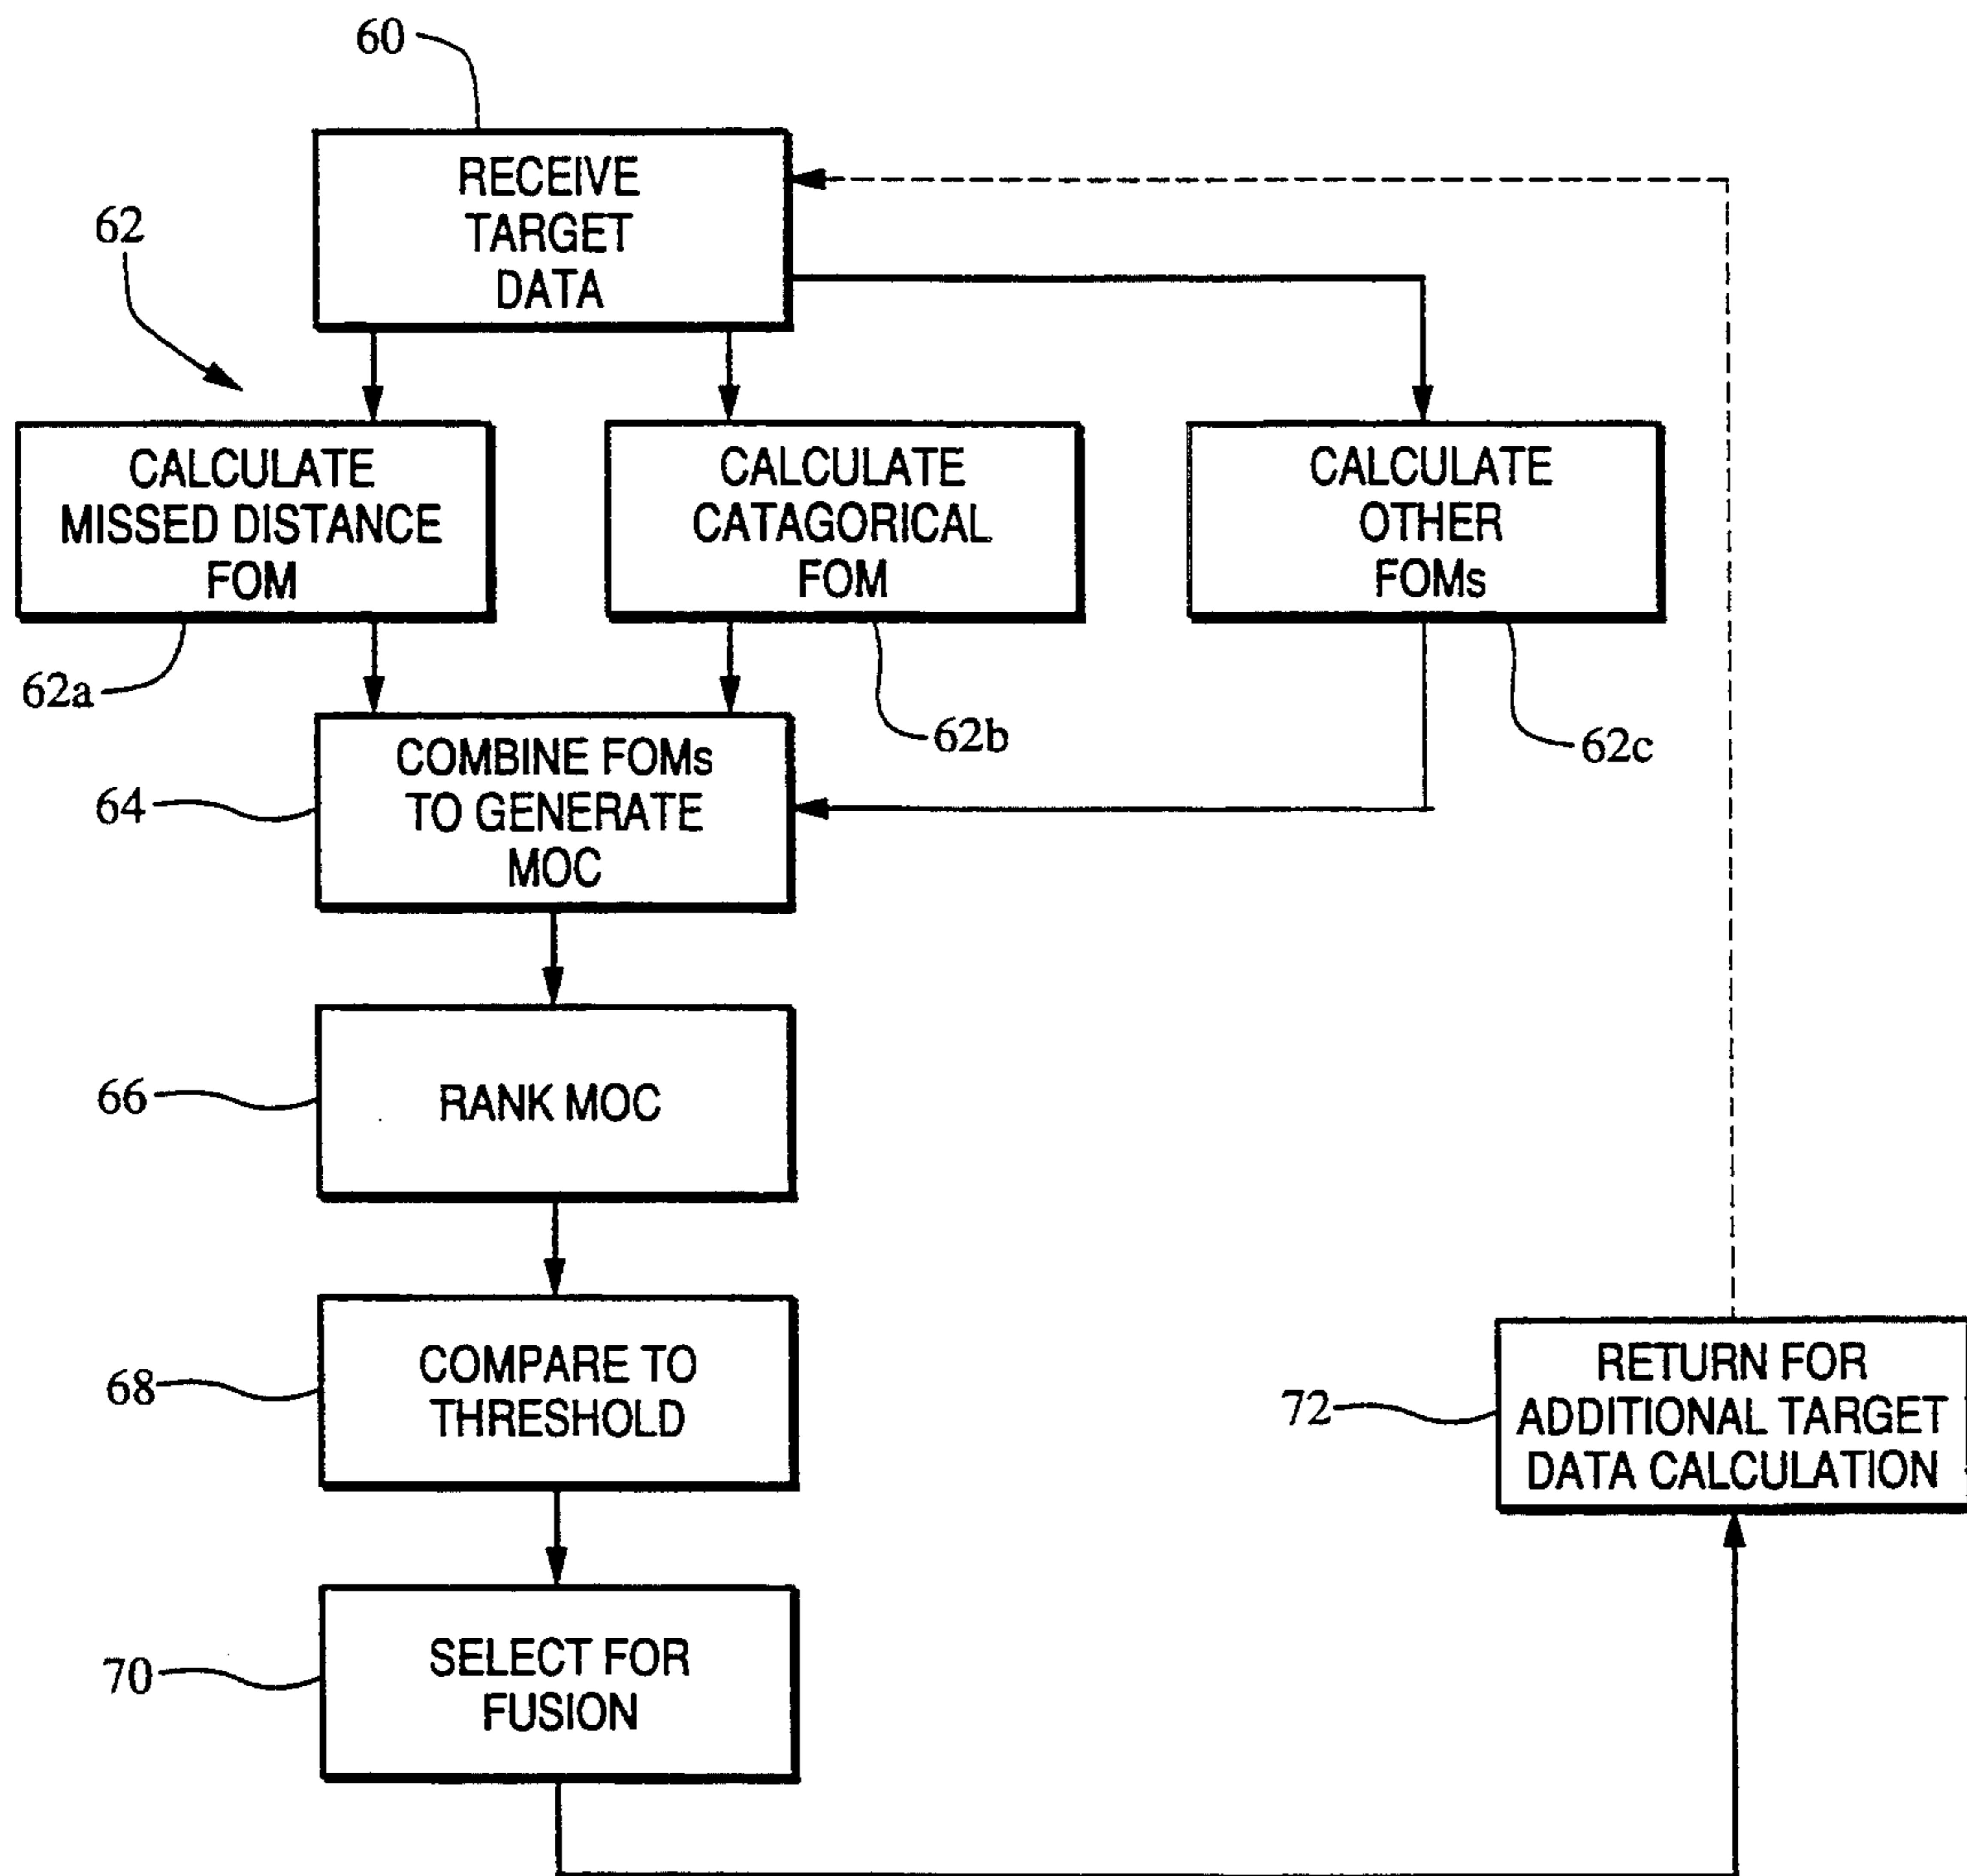 60
RECEIVE
TARGET
DATA
62
CALCULATE
MISSED DISTANCE
FOM
CALCULATE
CATAGORICAL
FOM
CALCULATE
OTHER
FOMs
62a
62b
62c
COMBINE FOMs
TO GENERATE
MOC
64
RANK MOC
66
COMPARE TO
THRESHOLD
68
RETURN FOR
ADDITIONAL TARGET
DATA CALCULATION
72
SELECT FOR
FUSION
70